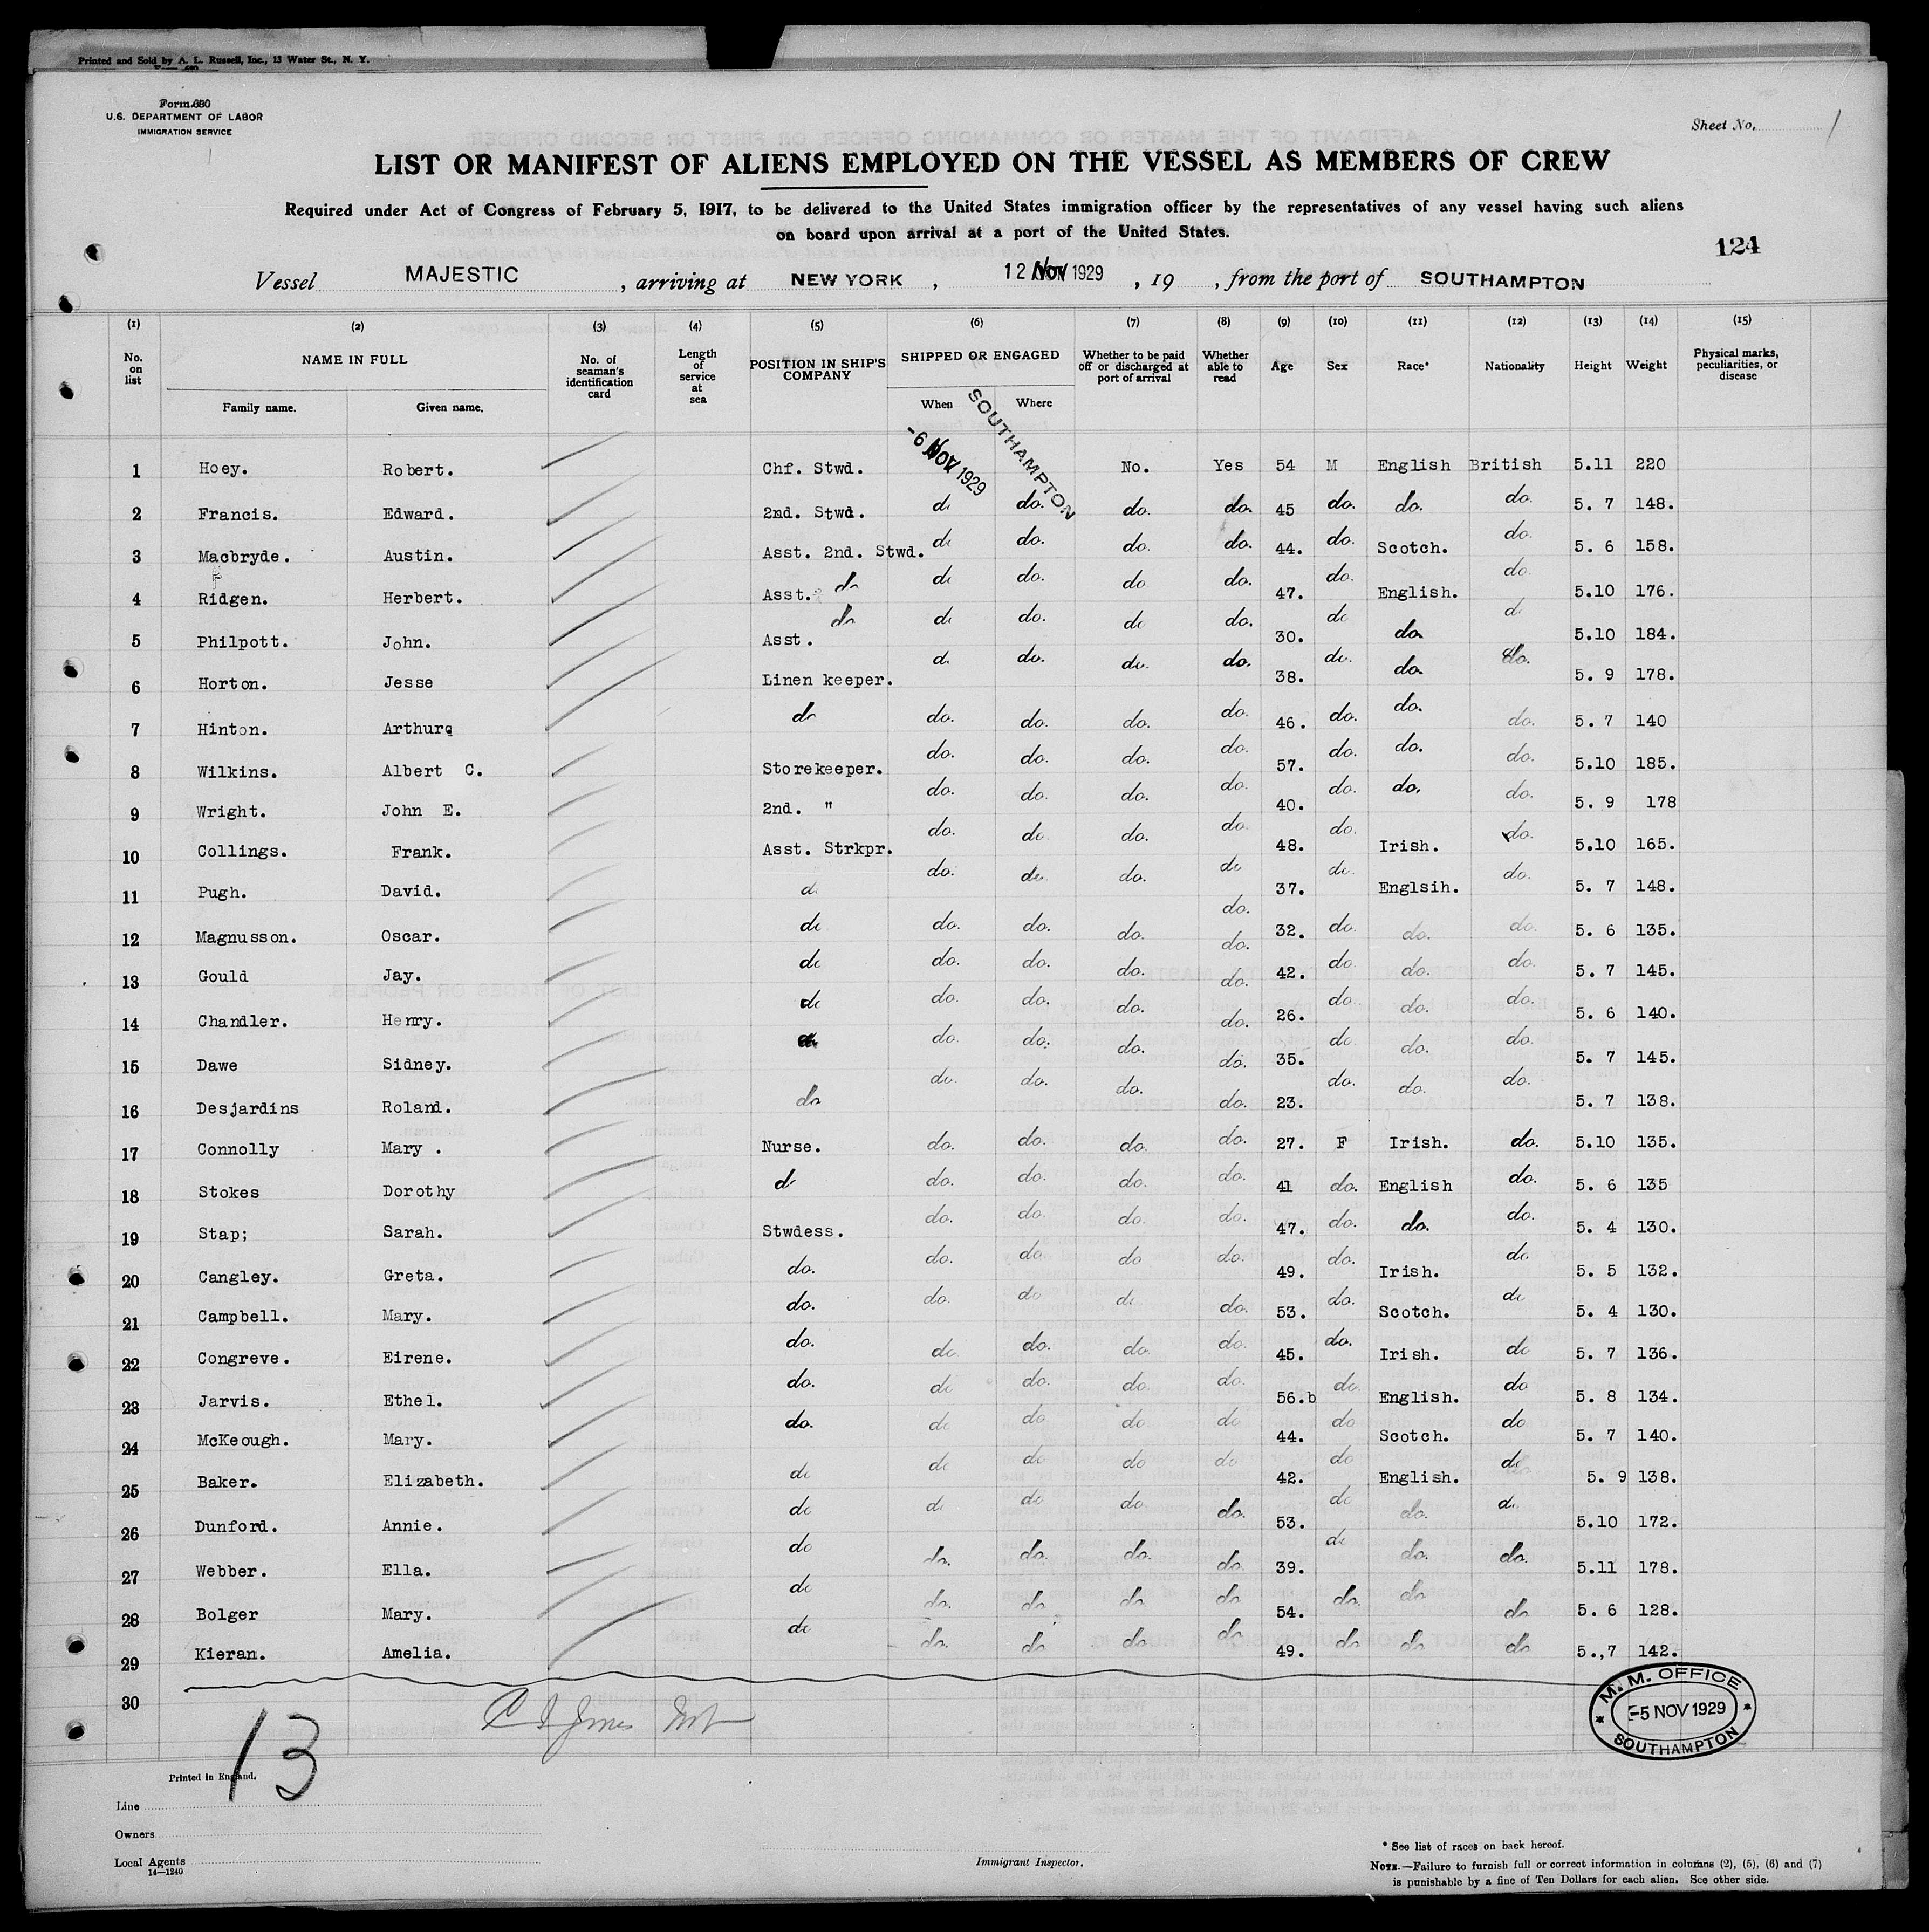 Printed and Sold by A. L. Russell, Inc., 13 Water St., N. Y.
Form 680
U.S. DEPARTMENT OF LABOR
IMMIGRATION SERVICE
Sheet No. 1
LIST OR MANIFEST OF ALIENS EMPLOYED ON THE VESSEL AS MEMBERS OF CREW
Required under Act of Congress of February 5, 1917, to be delivered to the United States immigration officer by the representatives of any vessel having such aliens
on board upon arrival at a port of the United States.
124
Vessel MAJESTIC , arriving at NEW YORK , 12 Nov 1929 , 19 , from the port of SOUTHAMPTON
(1) (2) (3) (4) (5) (6) (7) (8) (9) (10) (11) (12) (13) (14) (15)
No. on list NAME IN FULL No. of seaman's identification card Length of service at sea POSITION IN SHIP'S COMPANY SHIPPED OR ENGAGED Whether to be paid off or discharged at port of arrival Whether able to read Age Sex Race* Nationality Height Weight Physical marks, peculiarities, or disease
Family name. Given name. When Where
-6 NOV 1929 SOUTHAMPTON
1 Hoey. Robert. Chf. Stwd. No. Yes 54 M English British 5.11 220
2 Francis. Edward. 2nd. Stwd. do do. do. do. 45 do. do. do. 5. 7 148.
3 Macbryde. Austin. Asst. 2nd. Stwd. do do. do. do. 44. do. Scotch. do. 5. 6 158.
4 Ridgen. Herbert. Asst. do do do. do do. 47. do. English. do. 5.10 176.
5 Philpott. John. Asst. do do do. do do. 30. do do. d 5.10 184.
6 Horton. Jesse Linen keeper. d. do. do. do. 38. do. do. do. 5. 9 178.
7 Hinton. Arthurq do do. do. do. do. 46. do. do. do. 5. 7 140
8 Wilkins. Albert C. Storekeeper. do. do. do. do. 57. do. do. do. 5.10 185.
9 Wright. John E. 2nd. " do. do. do. do. 40. do. do. do. 5. 9 178
10 Collings. Frank. Asst. Strkpr. do. do do. do. 48. do. Irish. do. 5.10 165.
11 Pugh. David. d. do. do. do. do 37. do. Englsih. do. 5. 7 148.
12 Magnusson. Oscar. do do. do. do. do. 32. do. do. do. 5. 6 135.
13 Gould Jay. do do. do. do. do. 42. do do. do. 5. 7 145.
14 Chandler. Henry. do do. do. do. do. 26. do. do. do. 5. 6 140.
15 Dawe Sidney. do do. do. do. do. 35. do do. do. 5. 7 145.
16 Desjardins Roland. do do. do. do. do. 23. do. do. do. 5. 7 138.
17 Connolly Mary . Nurse. do. do. do. do. 27. F Irish. do. 5.10 135.
18 Stokes Dorothy do do. do. do. do. 41 do. English do. 5. 6 135
19 Stap; Sarah. Stwdess. do. do. do. do. 47. do. do. do. 5. 4 130.
20 Cangley. Greta. do. do. do do do. 49. do. Irish. do 5. 5 132.
21 Campbell. Mary. do. do. do do do. 53. do. Scotch. do 5. 4 130.
22 Congreve. Eirene. do. do do. do. do. 45. do. Irish. do 5. 7 136.
23 Jarvis. Ethel. do. do do. do. do. 56.b do. English. do 5. 8 134.
24 McKeough. Mary. do. do do do do 44. do Scotch. do 5. 7 140.
25 Baker. Elizabeth. do do do do do 42. do English. do 5. 9 138.
26 Dunford. Annie. do do do do do. 53. do do. d. 5.10 172.
27 Webber. Ella. do do. do. do. do. 39. do do. do. 5.11 178.
28 Bolger Mary. do do. do do do 54. do. do do 5. 6 128.
29 Kieran. Amelia. do do. do do do 49. do do do 5.,7 142.
30
13
M. M. OFFICE
-5 NOV 1929
SOUTHAMPTON
Printed in England.
Line
Owners
Local Agents
14—1240
Immigrant Inspector.
* See list of races on back hereof.
NOTE.—Failure to furnish full or correct information in columns (2), (5), (6) and (7)
is punishable by a fine of Ten Dollars for each alien. See other side.